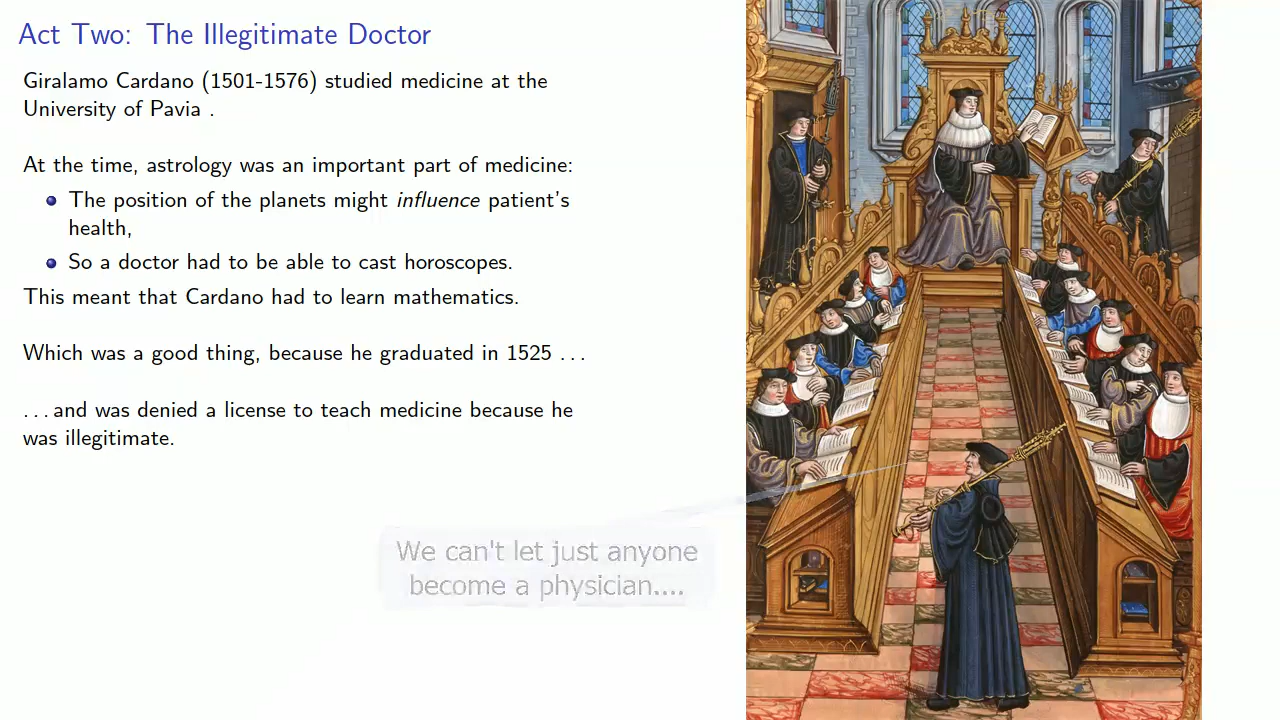 Act Two: The Illegitimate Doctor
Giralamo Cardano (1501-1576) studied medicine at the
University of Pavia .
At the time, astrology was an important part of medicine:
The position of the planets might influence patient's
health,
So a doctor had to be able to cast horoscopes.
This meant that Cardano had to learn mathematics.
Which was a good thing, because he graduated in 1525 ...
...and was denied a license to teach medicine because he
was illegitimate.
We can't let just anyone
become a physician....